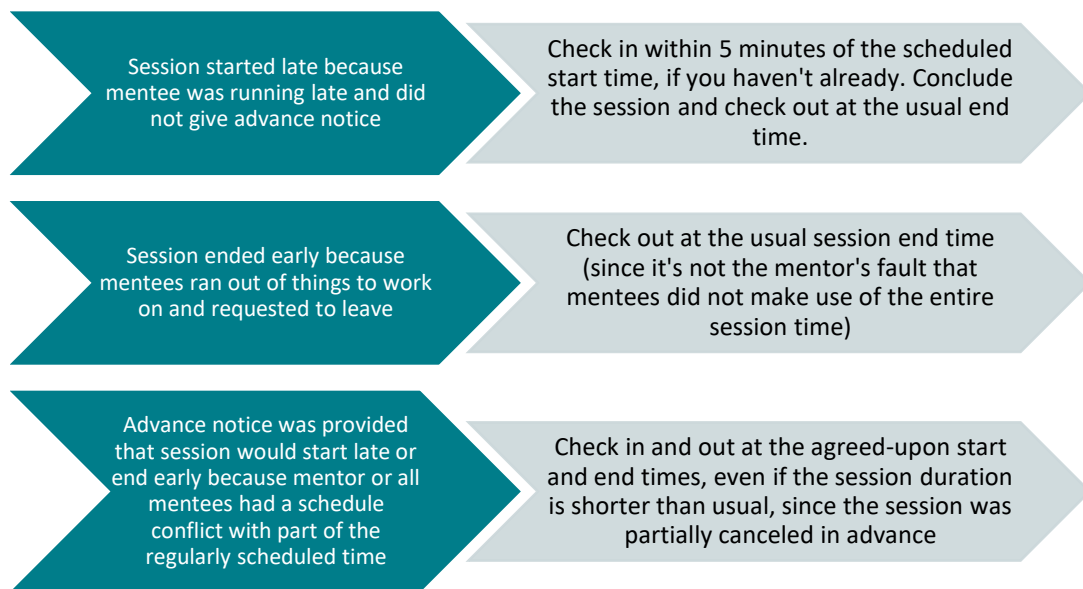 Session started late because
mentee was running late and did
not give advance notice
Check in within 5 minutes of the scheduled
start time, if you haven't already. Conclude
the session and check out at the usual end
time.
Session ended early because
mentees ran out of things to work
on and requested to leave
Check out at the usual session end time
(since it's not the mentor's fault that
mentees did not make use of the entire
session time)
Advance notice was provided
that session would start late or
end early because mentor or all
mentees had a schedule
conflict with part of the
regularly scheduled time
Check in and out at the agreed-upon start
and end times, even if the session duration
is shorter than usual, since the session was
partially canceled in advance